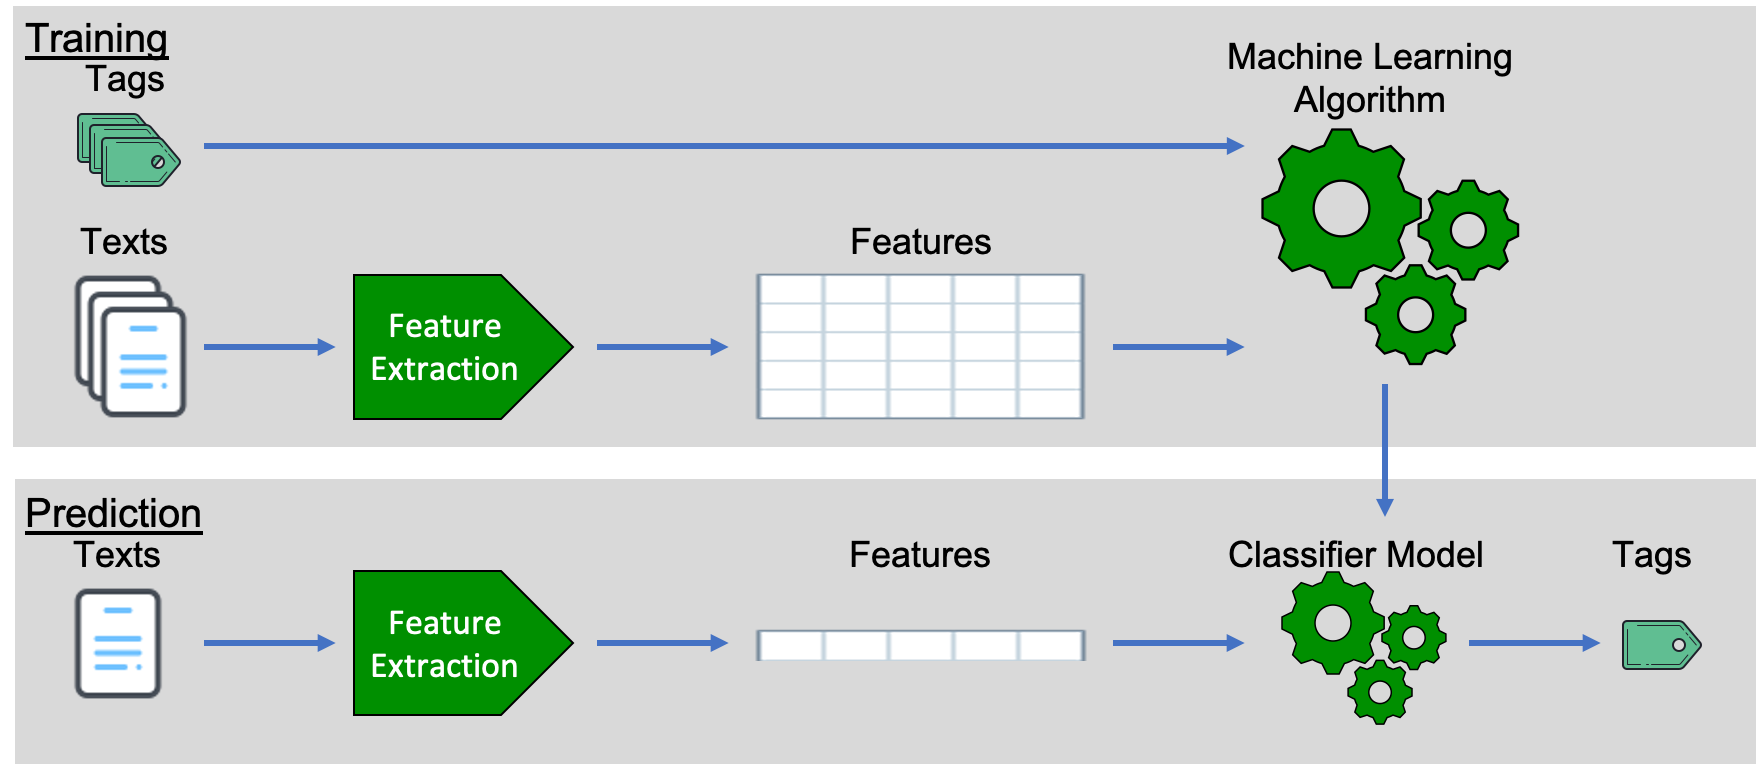 Training
Tags
Machine Learning
Algorithm
Texts
Features
Feature
Extraction
Prediction
Texts
Features
Classifier Model
Tags
Feature
Extraction